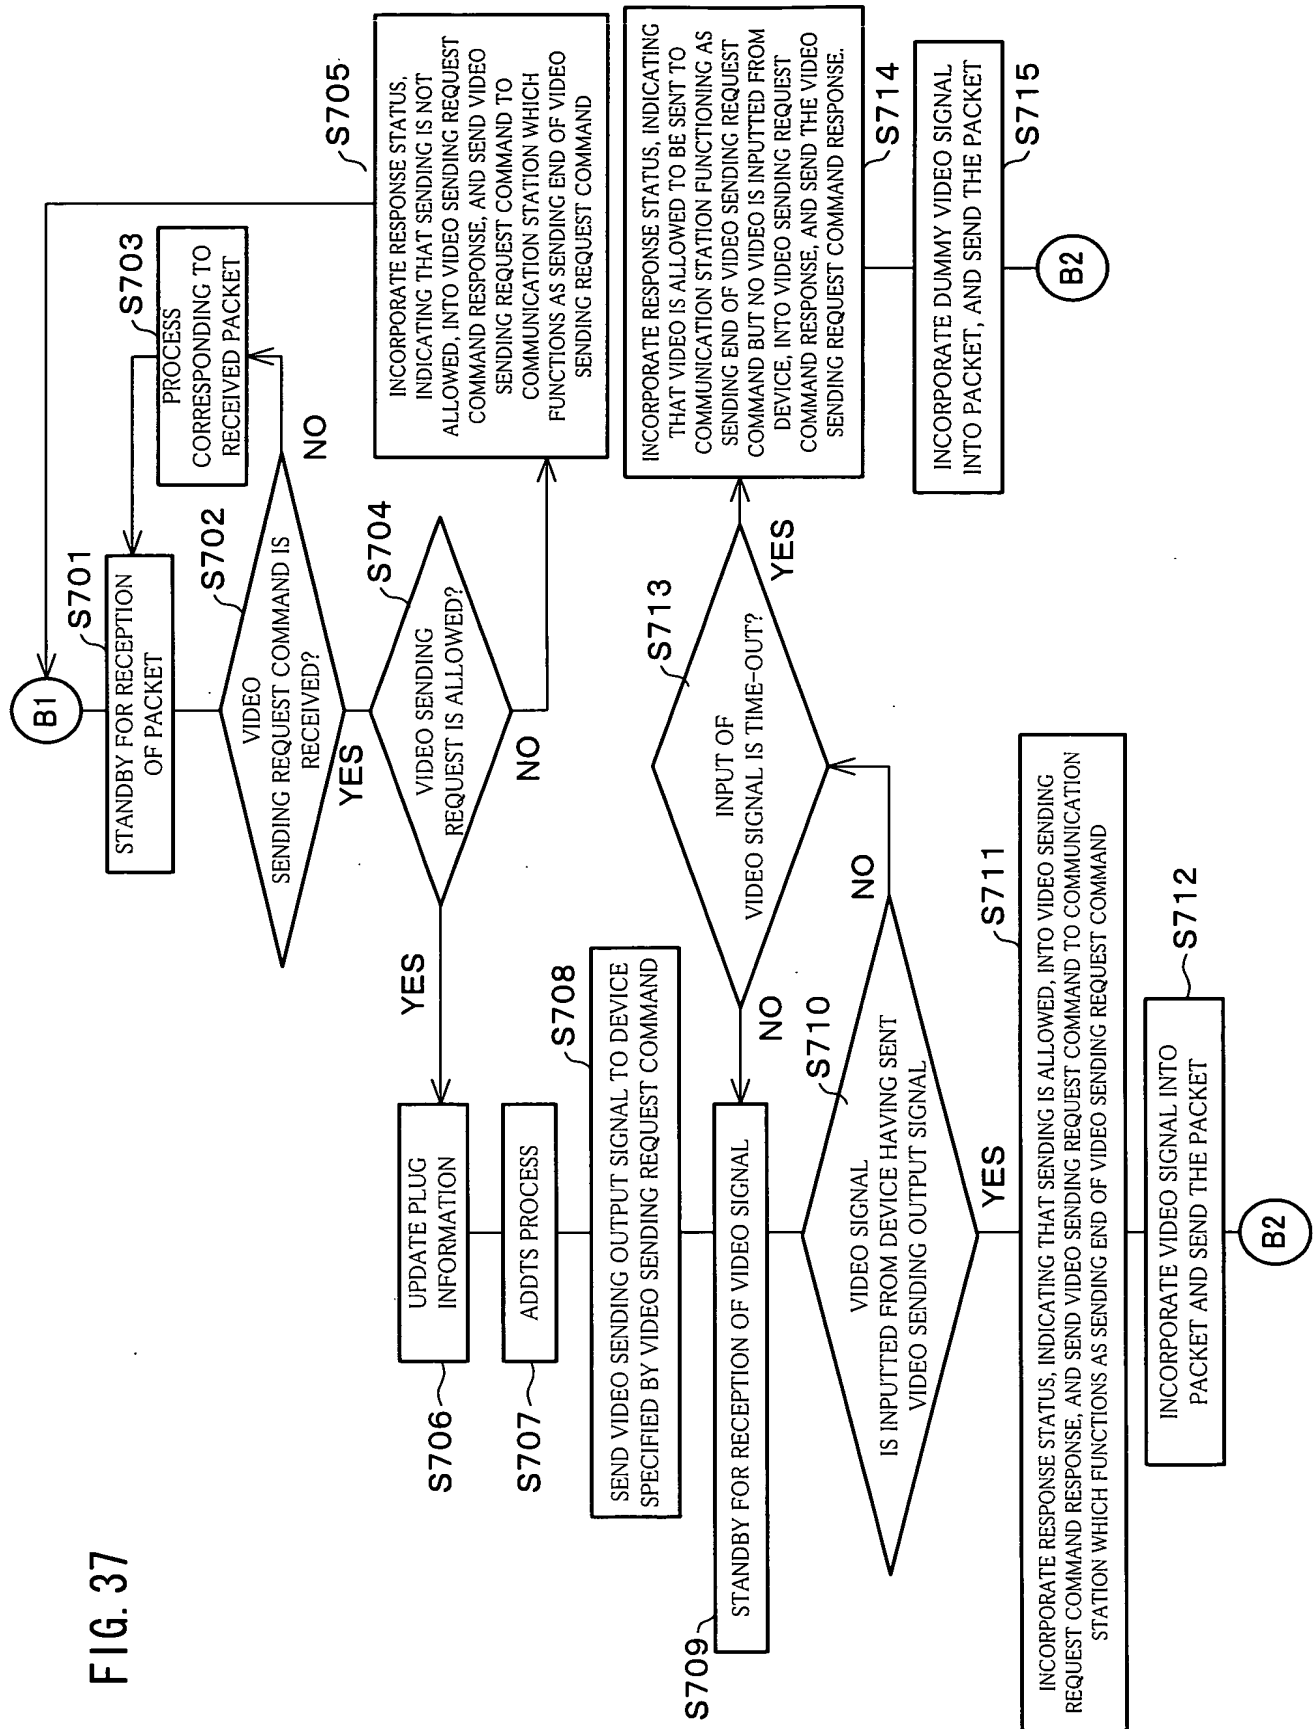 FIG. 37
B1
S701
STANDBY FOR RECEPTION
OF PACKET
S702
VIDEO
SENDING REQUEST COMMAND IS
RECEIVED?
NO
YES
S703
PROCESS
CORRESPONDING TO
RECEIVED PACKET
S704
VIDEO SENDING
REQUEST IS ALLOWED?
YES
NO
S705
INCORPORATE RESPONSE STATUS,
INDICATING THAT SENDING IS NOT
ALLOWED, INTO VIDEO SENDING REQUEST
COMMAND RESPONSE, AND SEND VIDEO
SENDING REQUEST COMMAND TO
COMMUNICATION STATION WHICH
FUNCTIONS AS SENDING END OF VIDEO
SENDING REQUEST COMMAND
S706
UPDATE PLUG
INFORMATION
S707
ADDTS PROCESS
S708
SEND VIDEO SENDING OUTPUT SIGNAL TO DEVICE
SPECIFIED BY VIDEO SENDING REQUEST COMMAND
S709
STANDBY FOR RECEPTION OF VIDEO SIGNAL
S710
VIDEO SIGNAL
IS INPUTTED FROM DEVICE HAVING SENT
VIDEO SENDING OUTPUT SIGNAL
NO
YES
S711
INCORPORATE RESPONSE STATUS, INDICATING THAT SENDING IS ALLOWED, INTO VIDEO SENDING
REQUEST COMMAND RESPONSE, AND SEND VIDEO SENDING REQUEST COMMAND TO COMMUNICATION
STATION WHICH FUNCTIONS AS SENDING END OF VIDEO SENDING REQUEST COMMAND
S712
INCORPORATE VIDEO SIGNAL INTO
PACKET AND SEND THE PACKET
B2
S713
INPUT OF
VIDEO SIGNAL IS TIME-OUT?
NO
YES
S714
INCORPORATE RESPONSE STATUS, INDICATING
THAT VIDEO IS ALLOWED TO BE SENT TO
COMMUNICATION STATION FUNCTIONING AS
SENDING END OF VIDEO SENDING REQUEST
COMMAND BUT NO VIDEO IS INPUTTED FROM
DEVICE, INTO VIDEO SENDING REQUEST
COMMAND RESPONSE, AND SEND THE VIDEO
SENDING REQUEST COMMAND RESPONSE.
S715
INCORPORATE DUMMY VIDEO SIGNAL
INTO PACKET, AND SEND THE PACKET
B2